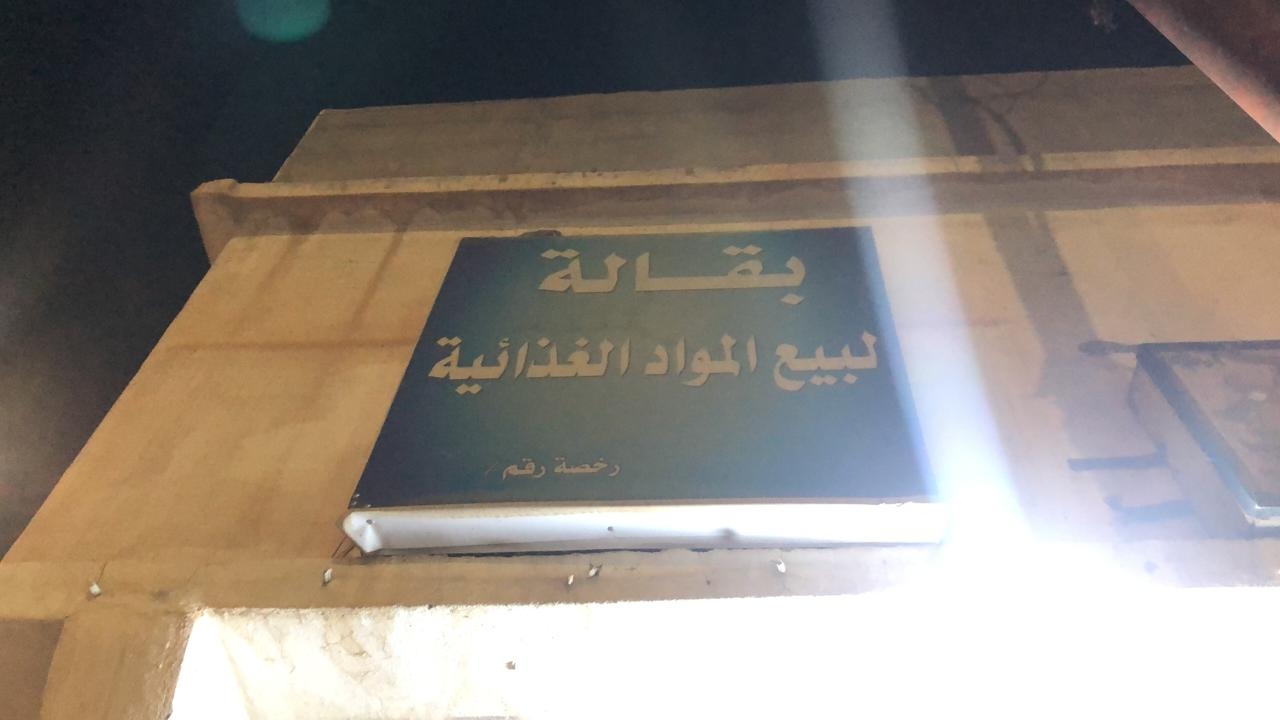 بقالة
لبيع المواد الغذائية
رخصة رقم /